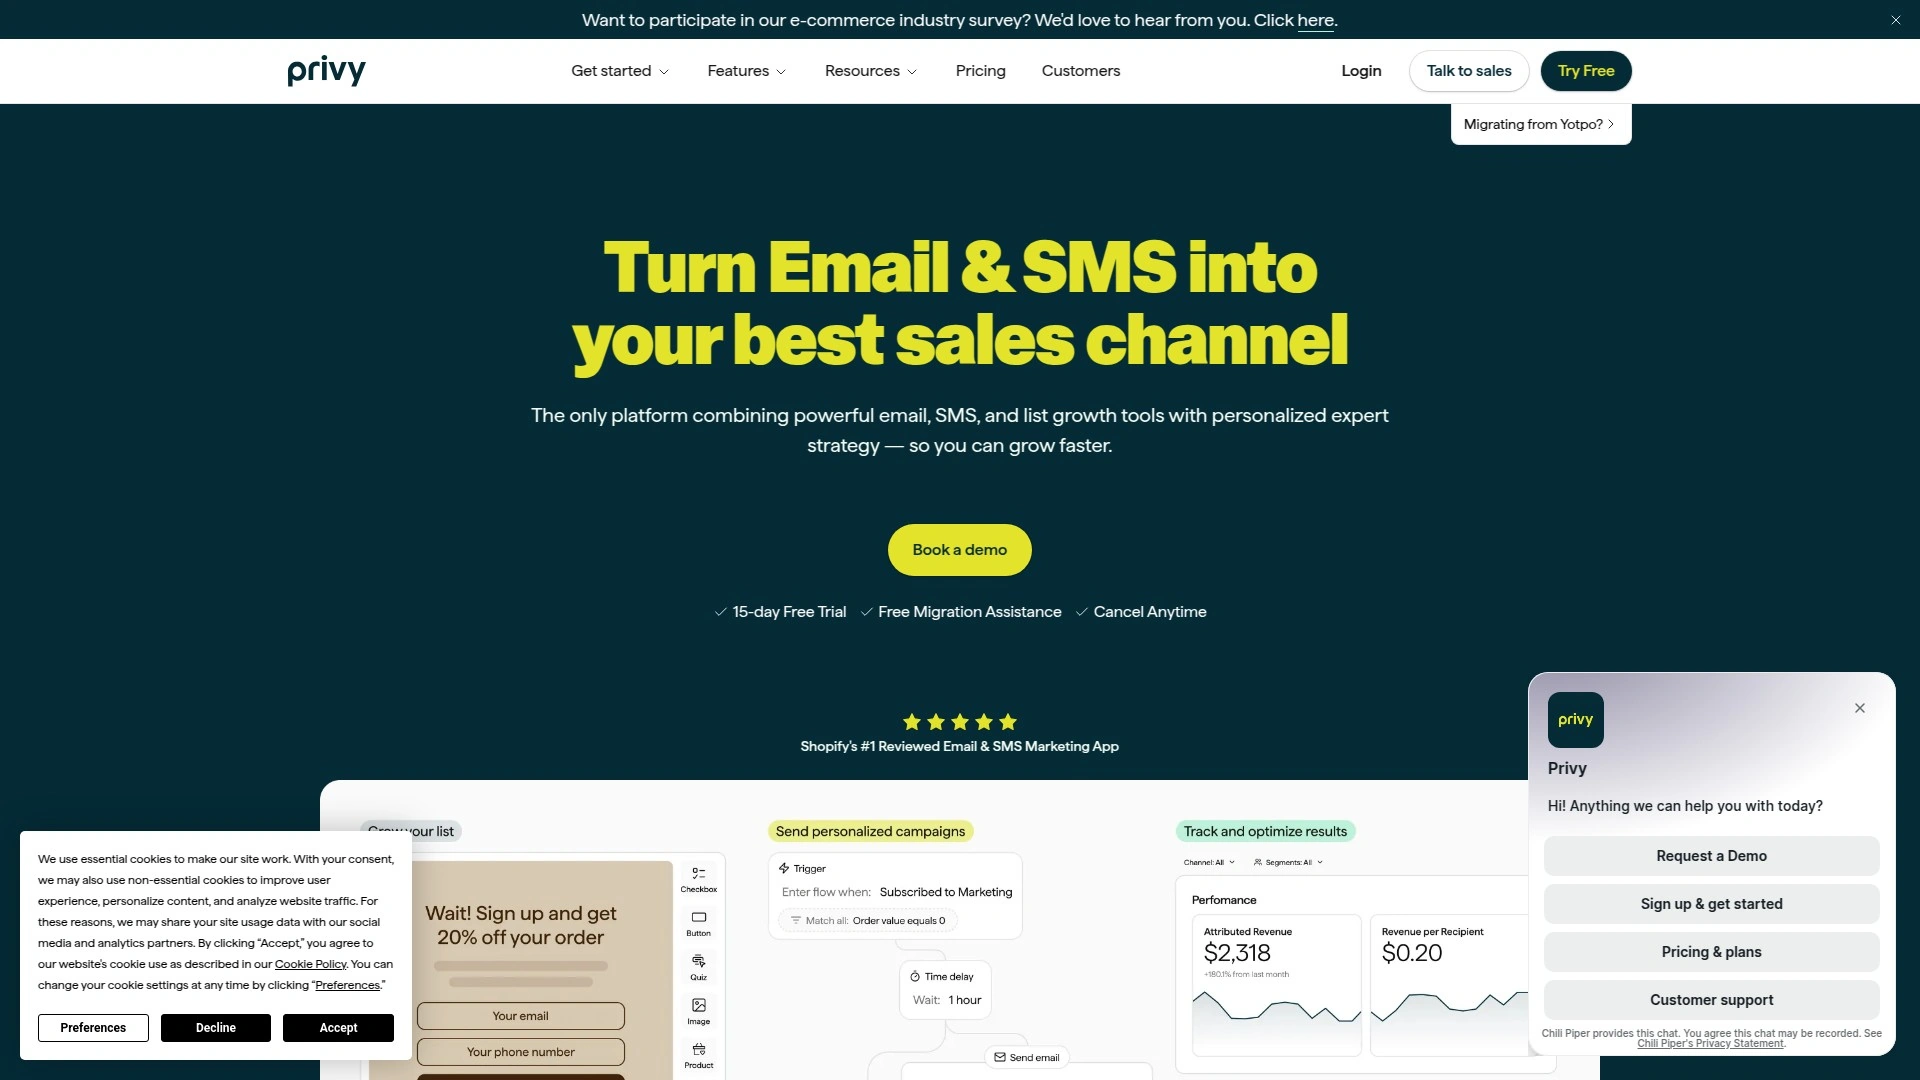 Want to participate in our e-commerce industry survey? We'd love to hear from you. Click here.
privy
Get started
Features
Resources
Pricing
Customers
Login
Talk to sales
Try Free
Migrating from Yotpo?
Turn Email & SMS into
your best sales channel
The only platform combining powerful email, SMS, and list growth tools with personalized expert
strategy — so you can grow faster.
Book a demo
15-day Free Trial
Free Migration Assistance
Cancel Anytime
Shopify's #1 Reviewed Email & SMS Marketing App
Grow your list
Wait! Sign up and get
20% off your order
Your email
Your phone number
Checkbox
Button
Quiz
Image
Product
Send personalized campaigns
Trigger
Enter flow when: Subscribed to Marketing
Match all: Order value equals 0
Time delay
Wait: 1 hour
Send email
Track and optimize results
Channel: All
Segments: All
Perfomance
Attributed Revenue
$2,318
+180.1% from last month
Revenue per Recipient
$0.20
We use essential cookies to make our site work. With your consent,
we may also use non-essential cookies to improve user
experience, personalize content, and analyze website traffic. For
these reasons, we may share your site usage data with our social
media and analytics partners. By clicking “Accept,” you agree to
our website's cookie use as described in our Cookie Policy. You can
change your cookie settings at any time by clicking “Preferences.”
Preferences
Decline
Accept
privy
Privy
Hi! Anything we can help you with today?
Request a Demo
Sign up & get started
Pricing & plans
Customer support
Chili Piper provides this chat. You agree this chat may be recorded. See
Chili Piper's Privacy Statement.